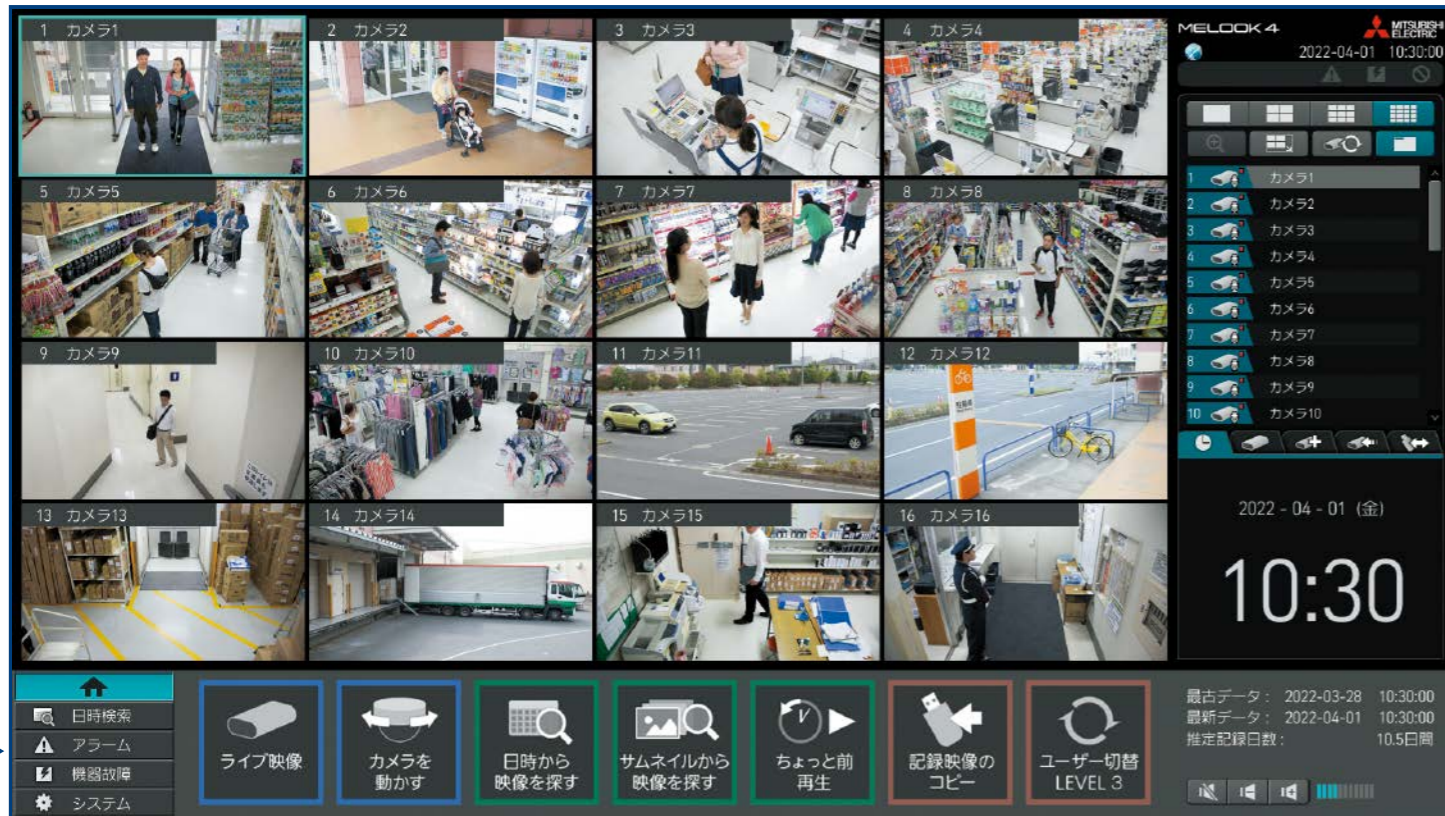 1 カメラ1
2 カメラ2
3 カメラ3
4 カメラ4
5 カメラ5
6 カメラ6
7 カメラ7
8 カメラ8
9 カメラ9
10 カメラ10
11 カメラ11
12 カメラ12
13 カメラ13
14 カメラ14
15 カメラ15
16 カメラ16
MELOOK 4
MITSUBISHI
ELECTRIC
2022-04-01 10:30:00
1 カメラ1
2 カメラ2
3 カメラ3
4 カメラ4
5 カメラ5
6 カメラ6
7 カメラ7
8 カメラ8
9 カメラ9
10 カメラ10
2022 - 04 - 01 (金)
10:30
日時検索
アラーム
機器故障
システム
ライブ映像
カメラを
動かす
日時から
映像を探す
サムネイルから
映像を探す
V
ちょっと前
再生
記録映像の
コピー
ユーザー切替
LEVEL 3
最古データ： 2022-03-28 10:30:00
最新データ： 2022-04-01 10:30:00
推定記録日数： 10.5日間